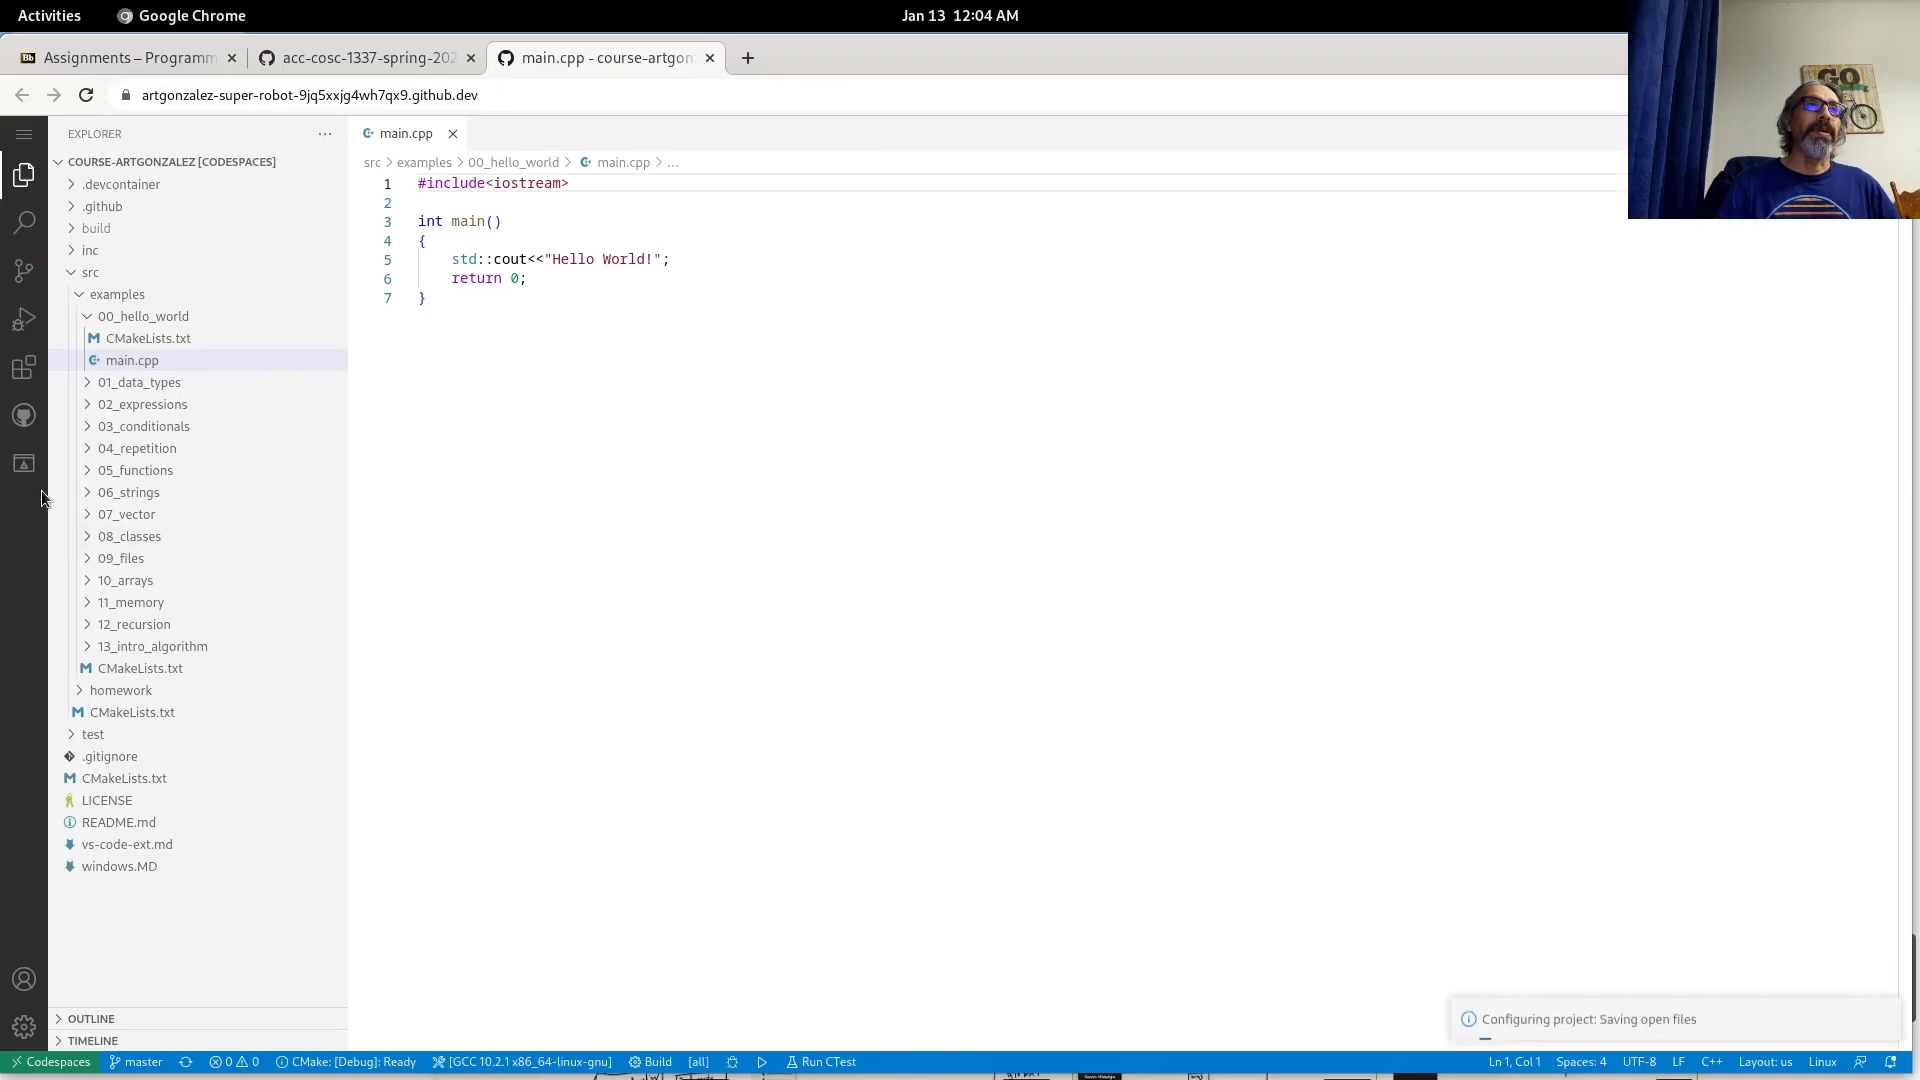 Activities
Google Chrome
Jan 13 12:04 AM
Assignments – Programm
acc-cosc-1337-spring-202
main.cpp - course-artgon
artgonzalez-super-robot-9jq5xxjg4wh7qx9.github.dev
GO
EXPLORER
COURSE-ARTGONZALEZ [CODESPACES]
.devcontainer
.github
build
inc
src
examples
00_hello_world
CMakeLists.txt
main.cpp
01_data_types
02_expressions
03_conditionals
04_repetition
05_functions
06_strings
07_vector
08_classes
09_files
10_arrays
11_memory
12_recursion
13_intro_algorithm
CMakeLists.txt
homework
CMakeLists.txt
test
.gitignore
CMakeLists.txt
LICENSE
README.md
vs-code-ext.md
windows.MD
OUTLINE
TIMELINE
main.cpp
src > examples > 00_hello_world > main.cpp > ...
1 #include<iostream>
2
3 int main()
4 {
5 std::cout<<"Hello World!";
6 return 0;
7 }
Configuring project: Saving open files
Codespaces master 0 0 CMake: [Debug]: Ready [GCC 10.2.1 x86_64-linux-gnu] Build [all] Run CTest Ln 1, Col 1 Spaces: 4 UTF-8 LF C++ Layout: us Linux